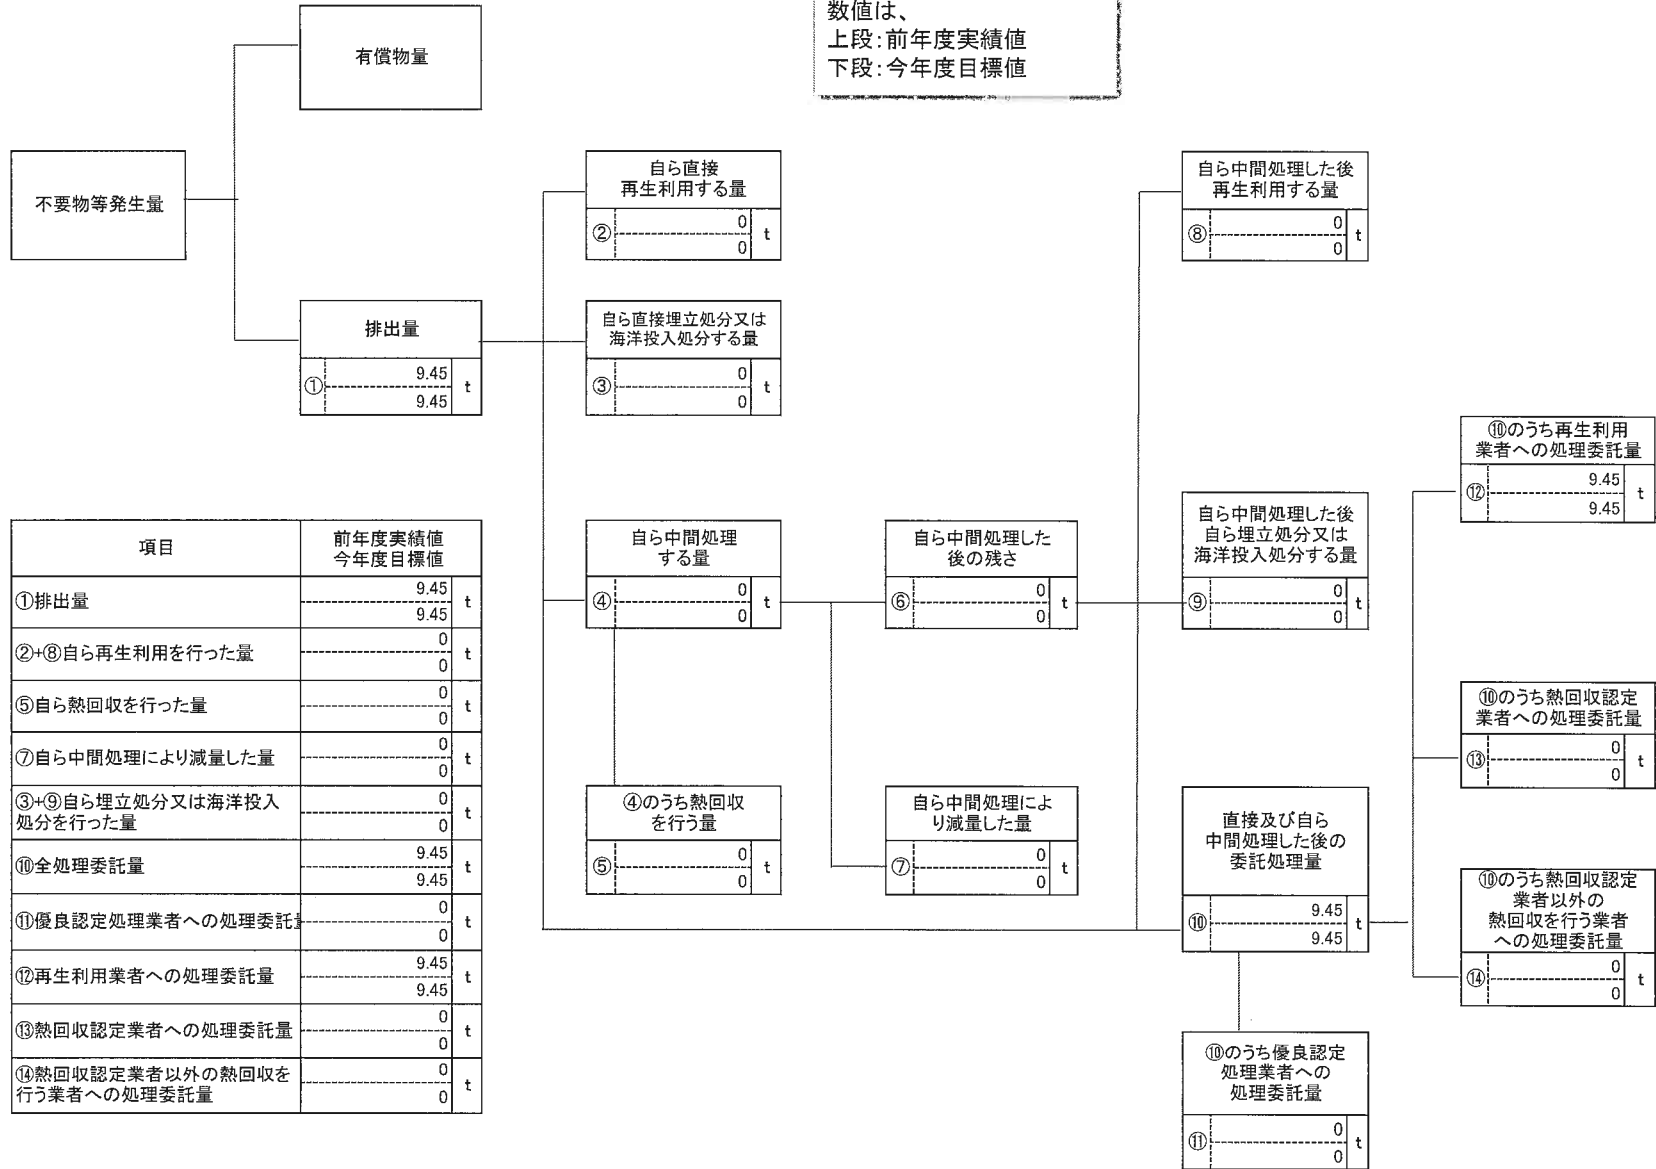 数値は、
上段:前年度実績値
下段:今年度目標値
有償物量
不要物等発生量
排出量
①
9.45
9.45
t
自ら直接
再生利用する量
②
0
0
t
自ら直接埋立処分又は
海洋投入処分する量
③
0
0
t
自ら中間処理
する量
④
0
0
t
④のうち熱回収
を行う量
⑤
0
0
t
自ら中間処理した
後の残さ
⑥
0
0
t
自ら中間処理によ
り減量した量
⑦
0
0
t
自ら中間処理した後
再生利用する量
⑧
0
0
t
自ら中間処理した後
自ら埋立処分又は
海洋投入処分する量
⑨
0
0
t
直接及び自ら
中間処理した後の
委託処理量
⑩
9.45
9.45
t
⑩のうち優良認定
処理業者への
処理委託量
⑪
0
0
t
⑩のうち再生利用
業者への処理委託量
⑫
9.45
9.45
t
⑩のうち熱回収認定
業者への処理委託量
⑬
0
0
t
⑩のうち熱回収認定
業者以外の
熱回収を行う業者
への処理委託量
⑭
0
0
t
項目
前年度実績値
今年度目標値
①排出量
9.45
9.45
t
②+⑧自ら再生利用を行った量
0
0
t
⑤自ら熱回収を行った量
0
0
t
⑦自ら中間処理により減量した量
0
0
t
③+⑨自ら埋立処分又は海洋投入
処分を行った量
0
0
t
⑩全処理委託量
9.45
9.45
t
⑪優良認定処理業者への処理委託
0
0
t
⑫再生利用業者への処理委託量
9.45
9.45
t
⑬熱回収認定業者への処理委託量
0
0
t
⑭熱回収認定業者以外の熱回収を
行う業者への処理委託量
0
0
t